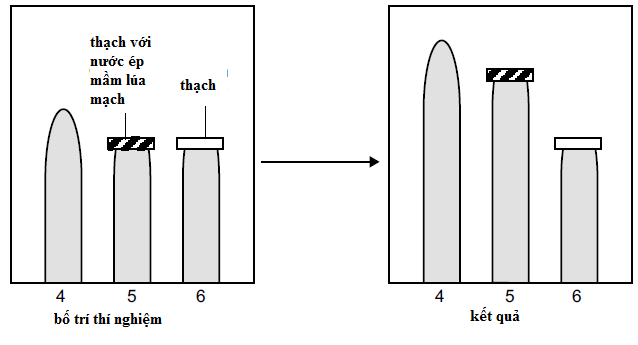 thạch với
nước ép
mầm lúa
mạch
thạch
4 5 6
bố trí thí nghiệm
4 5 6
kết quả